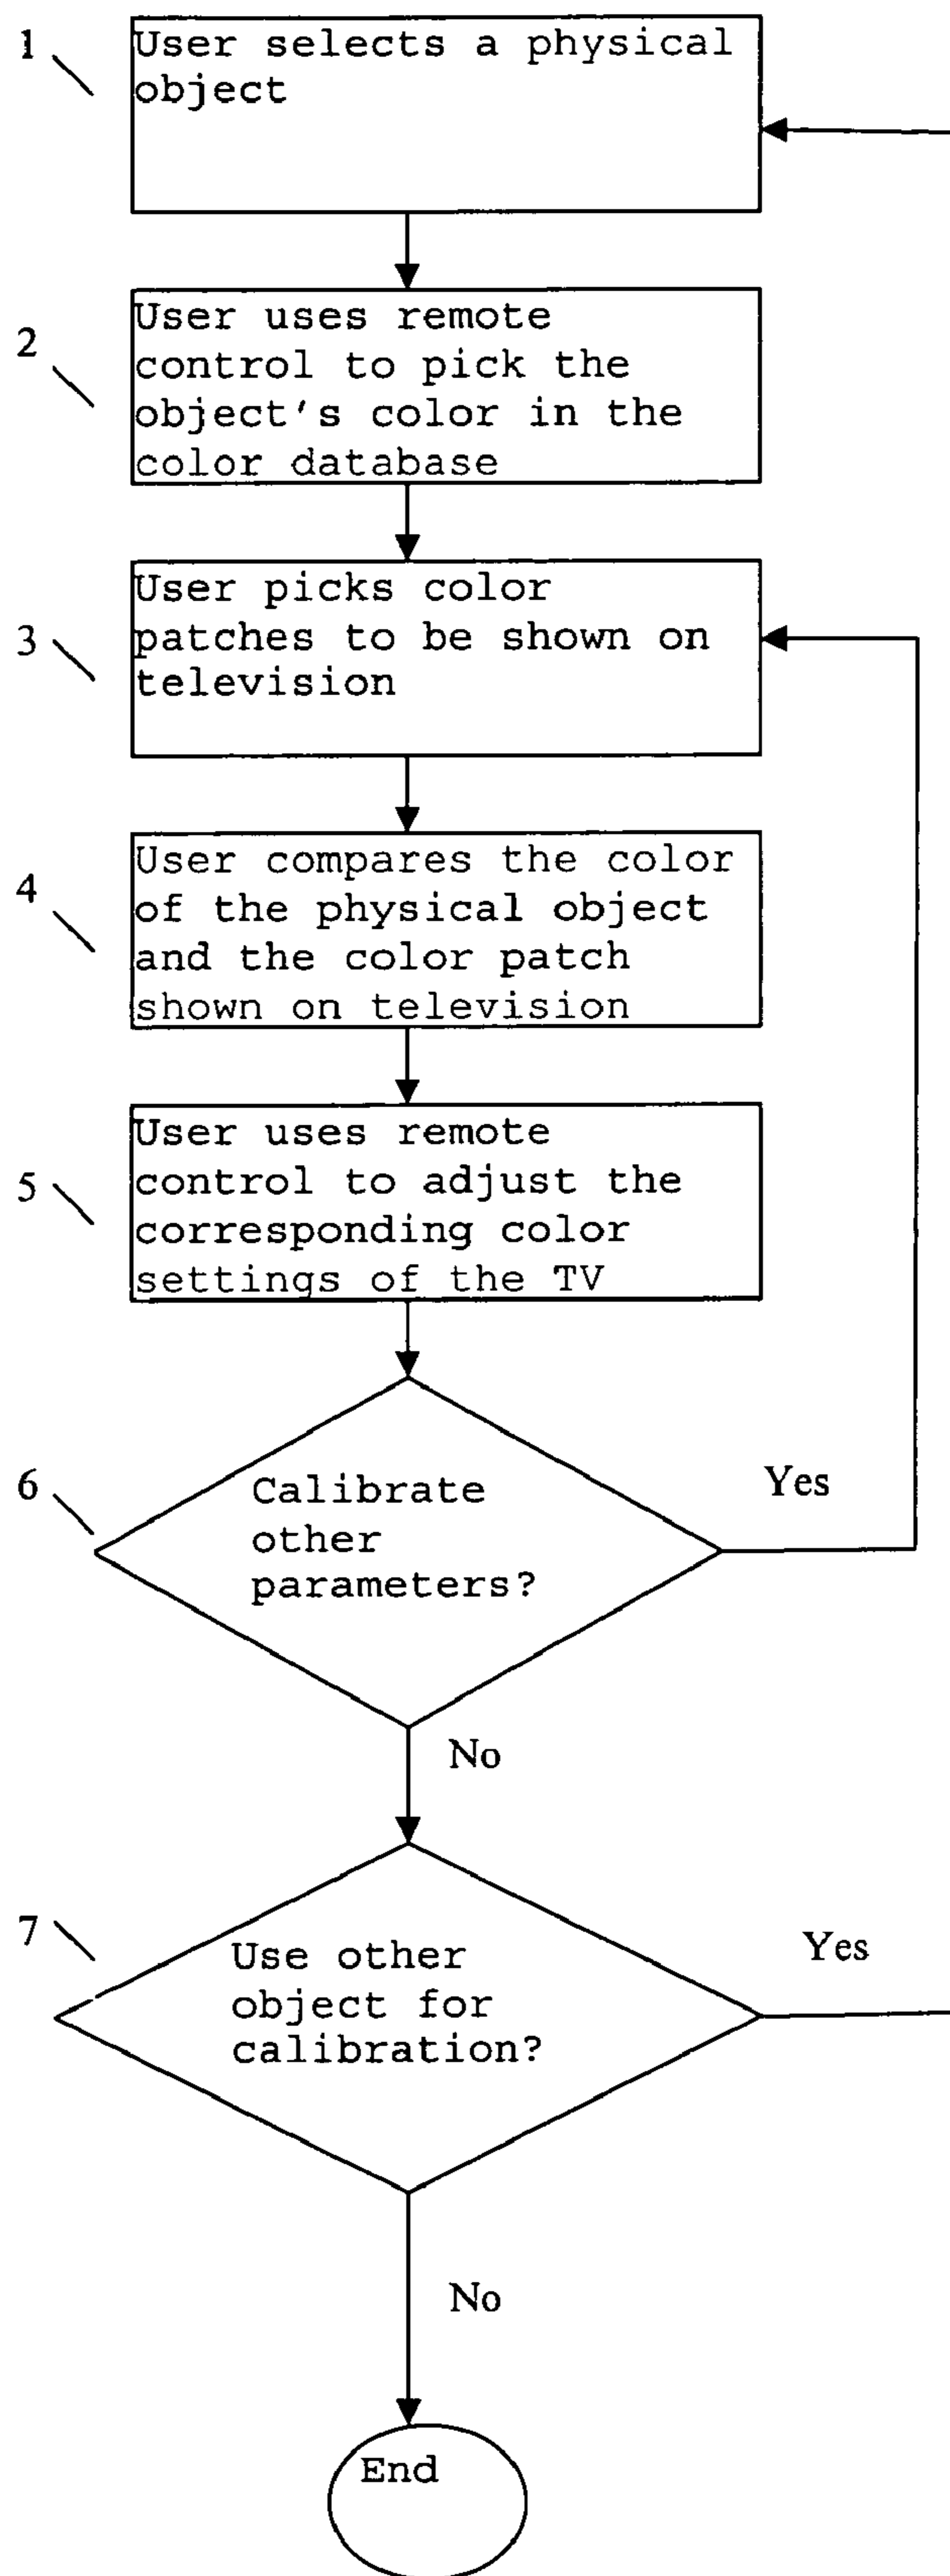 1
User selects a physical
object
2
User uses remote
control to pick the
object's color in the
color database
3
User picks color
patches to be shown on
television
4
User compares the color
of the physical object
and the color patch
shown on television
5
User uses remote
control to adjust the
corresponding color
settings of the TV
6
Calibrate
other
parameters?
Yes
No
7
Use other
object for
calibration?
Yes
No
End